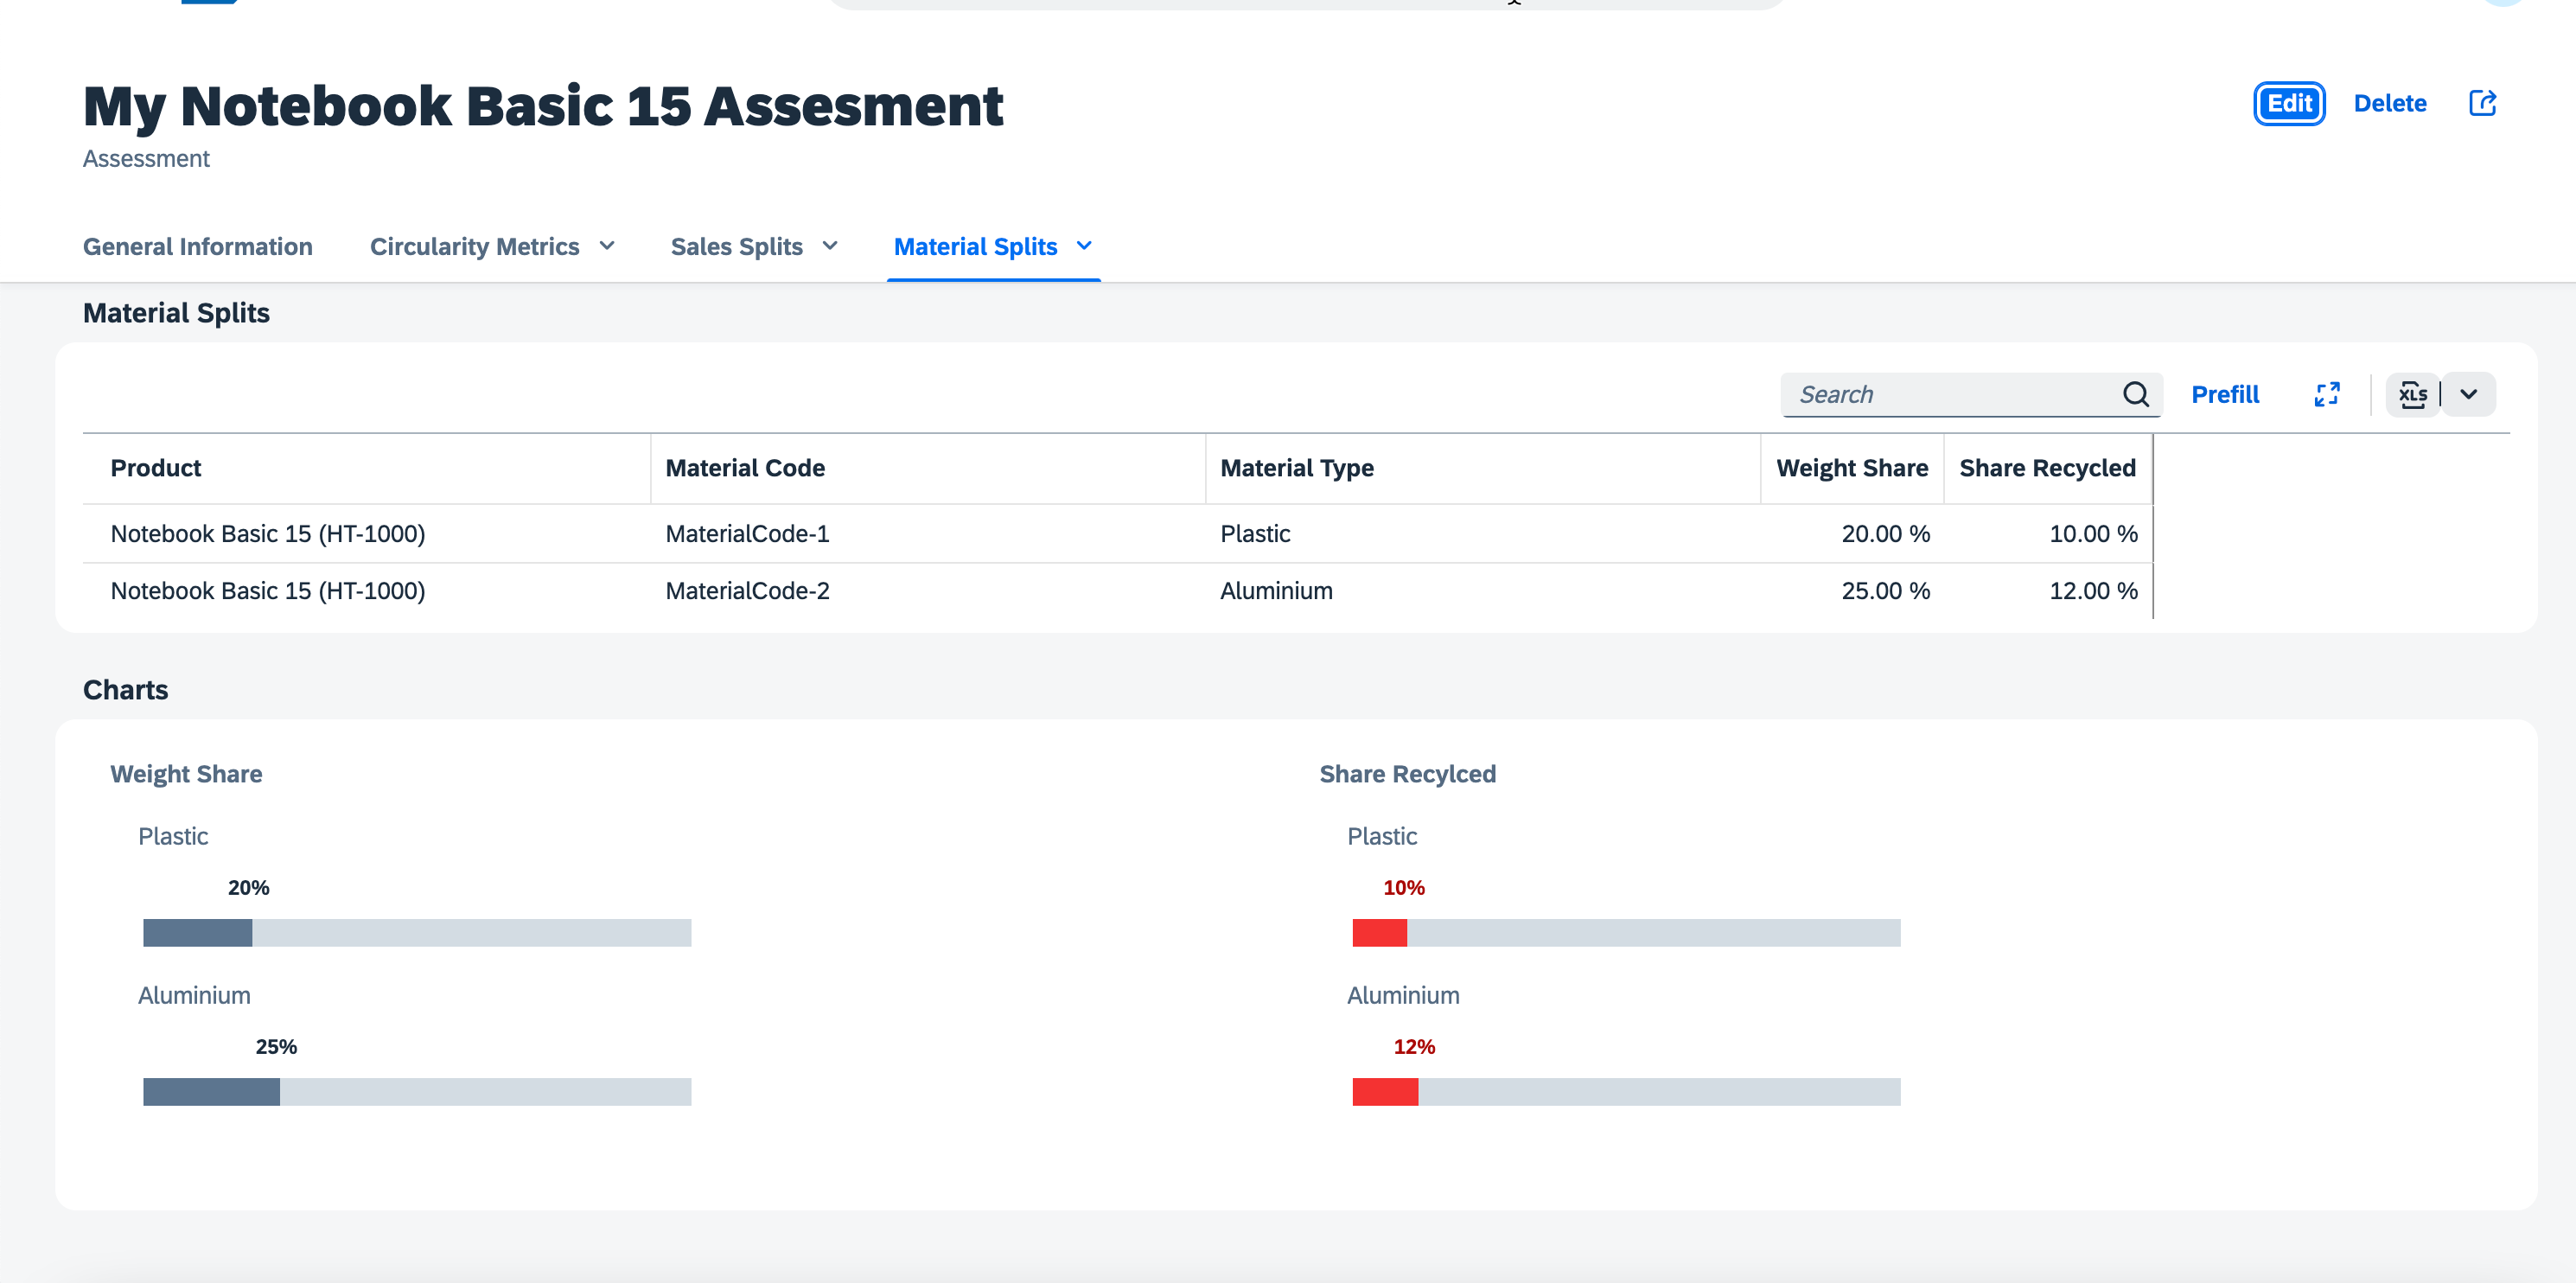 My Notebook Basic 15 Assesment
Edit Delete
Assessment
General Information Circularity Metrics Sales Splits Material Splits
Material Splits
Search Prefill XLS
Product Material Code Material Type Weight Share Share Recycled
Notebook Basic 15 (HT-1000) MaterialCode-1 Plastic 20.00 % 10.00 %
Notebook Basic 15 (HT-1000) MaterialCode-2 Aluminium 25.00 % 12.00 %
Charts
Weight Share Share Recylced
Plastic Plastic
20% 10%
Aluminium Aluminium
25% 12%